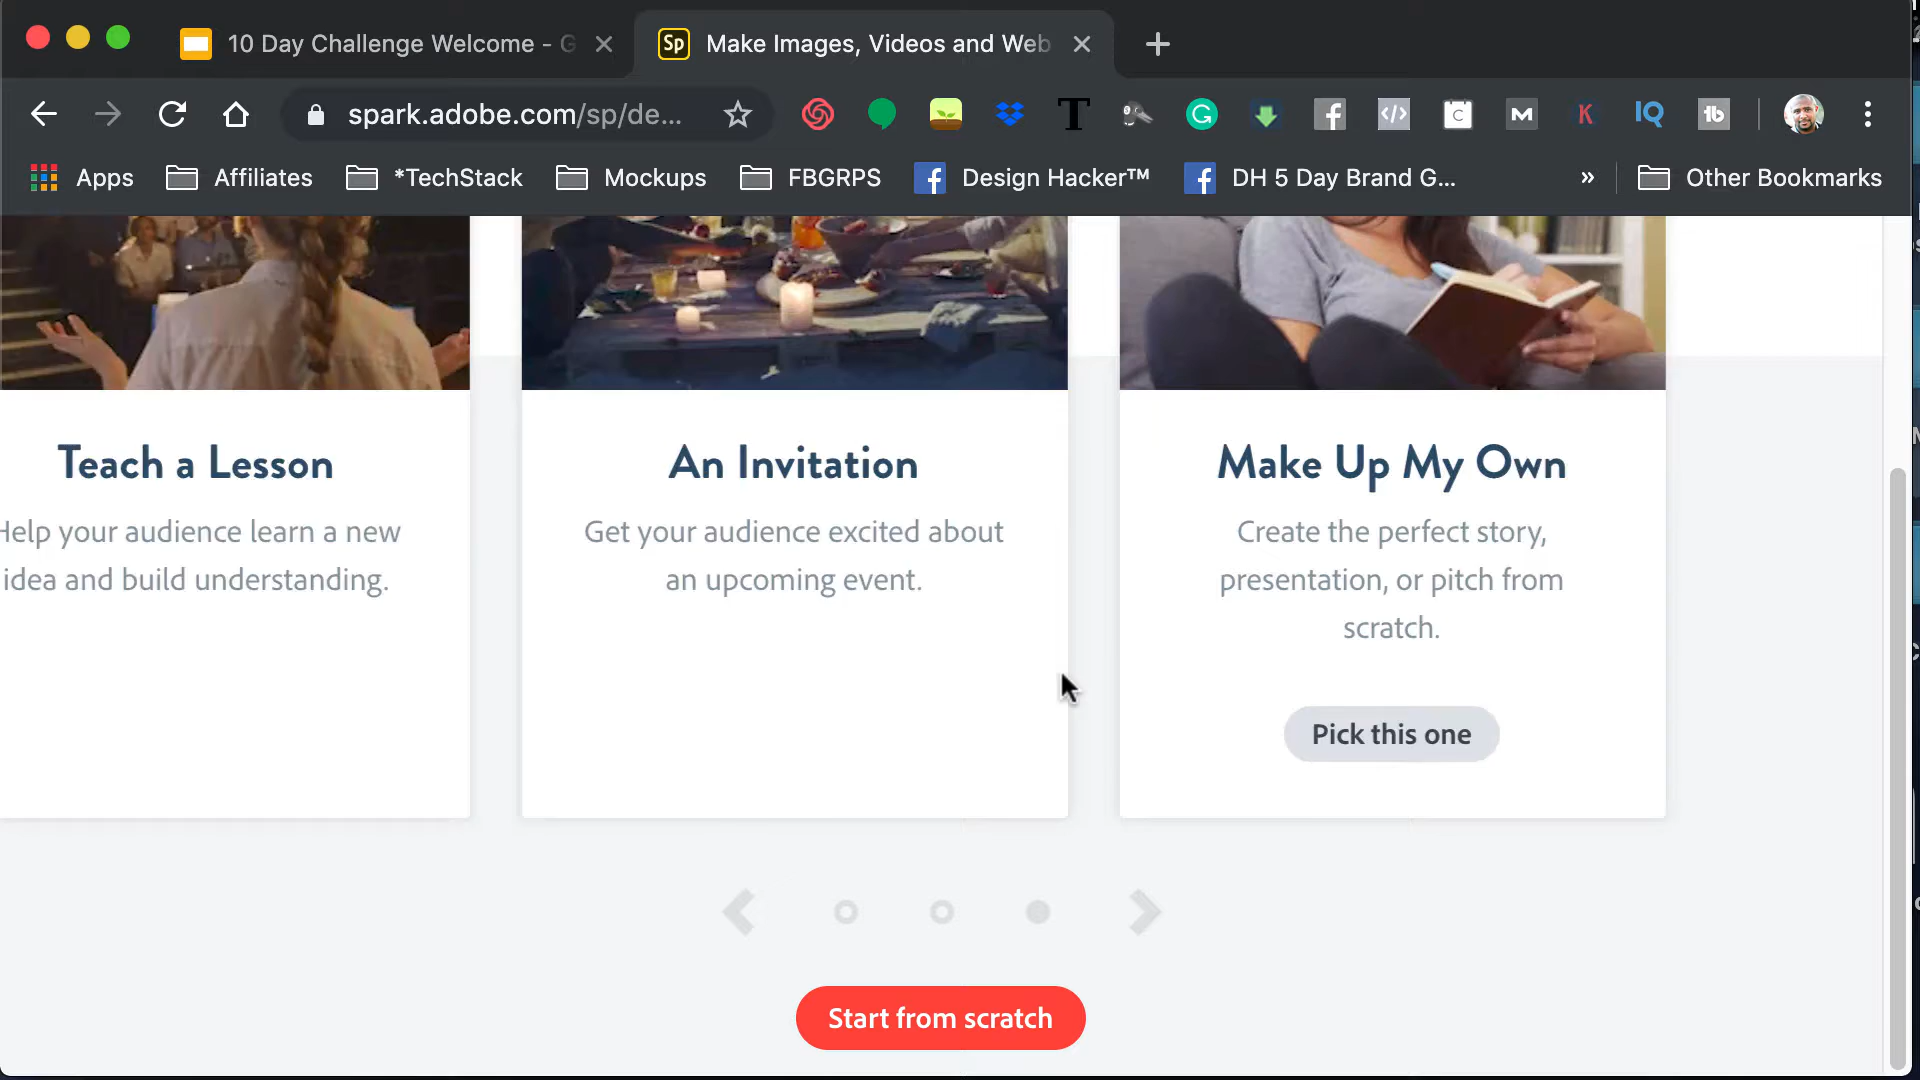 10 Day Challenge Welcome - G
Sp
Make Images, Videos and Web
spark.adobe.com/sp/de...
Apps
Affiliates
*TechStack
Mockups
FBGRPS
Design Hacker™
DH 5 Day Brand G...
»
Other Bookmarks
Teach a Lesson
Help your audience learn a new
idea and build understanding.
An Invitation
Get your audience excited about
an upcoming event.
Make Up My Own
Create the perfect story,
presentation, or pitch from
scratch.
Pick this one
Start from scratch